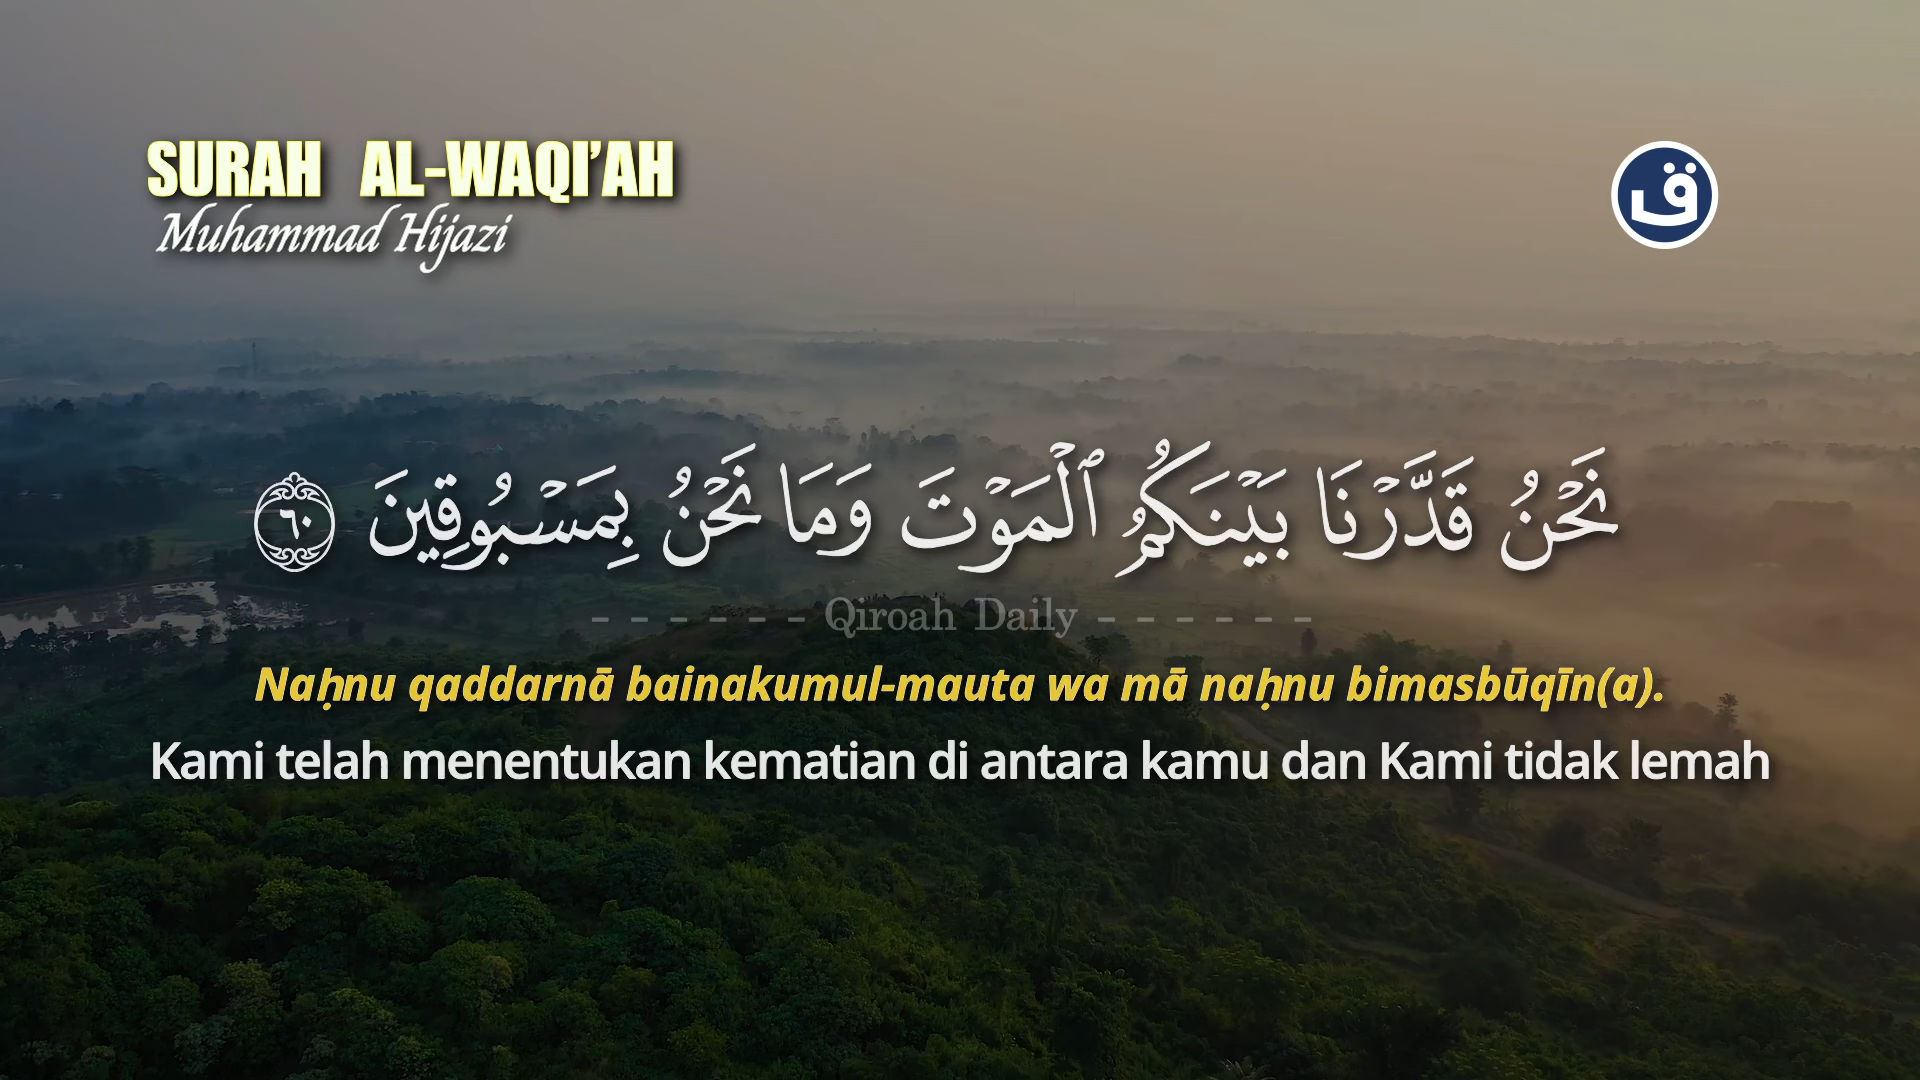 SURAH AL-WAQI'AH
Muhammad Hijazi
ق
نَحْنُ قَدَّرْنَا بَيْنَكُمُ ٱلْمَوْتَ وَمَا نَحْنُ بِمَسْبُوقِينَ ٦٠
- - - - - - Qiroah Daily - - - - - -
Naḥnu qaddarnā bainakumul-mauta wa mā naḥnu bimasbūqīn(a).
Kami telah menentukan kematian di antara kamu dan Kami tidak lemah